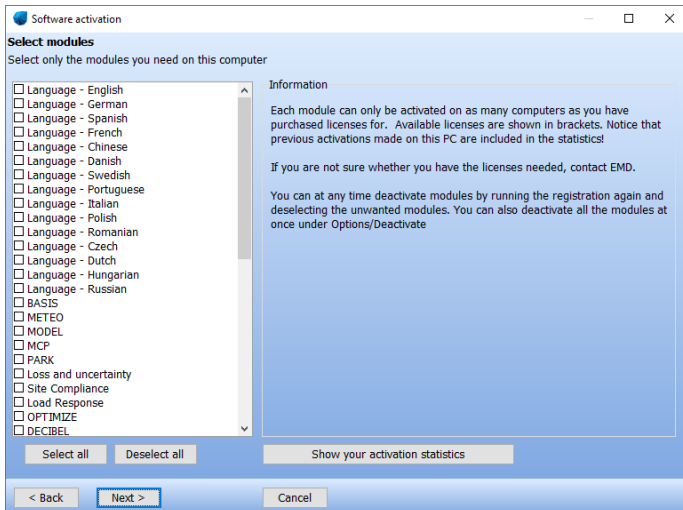 Software activation
Select modules
Select only the modules you need on this computer
Language - English
Language - German
Language - Spanish
Language - French
Language - Chinese
Language - Danish
Language - Swedish
Language - Portuguese
Language - Italian
Language - Polish
Language - Romanian
Language - Czech
Language - Dutch
Language - Hungarian
Language - Russian
BASIS
METEO
MODEL
MCP
PARK
Loss and uncertainty
Site Compliance
Load Response
OPTIMIZE
DECIBEL
Information
Each module can only be activated on as many computers as you have
purchased licenses for.  Available licenses are shown in brackets. Notice that
previous activations made on this PC are included in the statistics!
If you are not sure whether you have the licenses needed, contact EMD.
You can at any time deactivate modules by running the registration again and
deselecting the unwanted modules. You can also deactivate all the modules at
once under Options/Deactivate
Select all
Deselect all
Show your activation statistics
< Back
Next >
Cancel